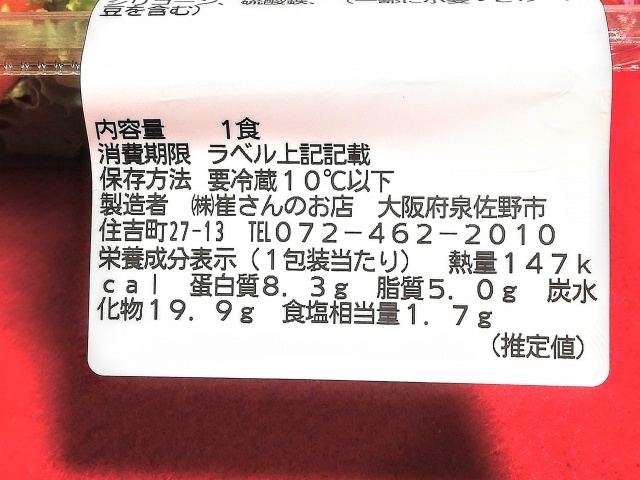 豆を含む)
内容量 1食
消費期限 ラベル上記記載
保存方法 要冷蔵10℃以下
製造者 ㈱崔さんのお店 大阪府泉佐野市
住吉町27-13 TEL072-462-2010
栄養成分表示(1包装当たり) 熱量147k
cal 蛋白質8.3g 脂質5.0g 炭水
化物19.9g 食塩相当量1.7g
(推定値)